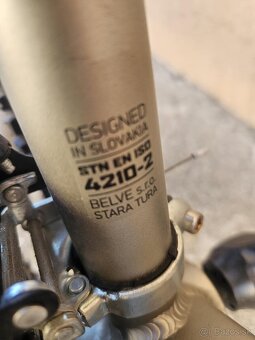 DESIGNED
IN SLOVAKIA
STN EN ISO
4210-2
BELVE s.r.o.
STARA TURA